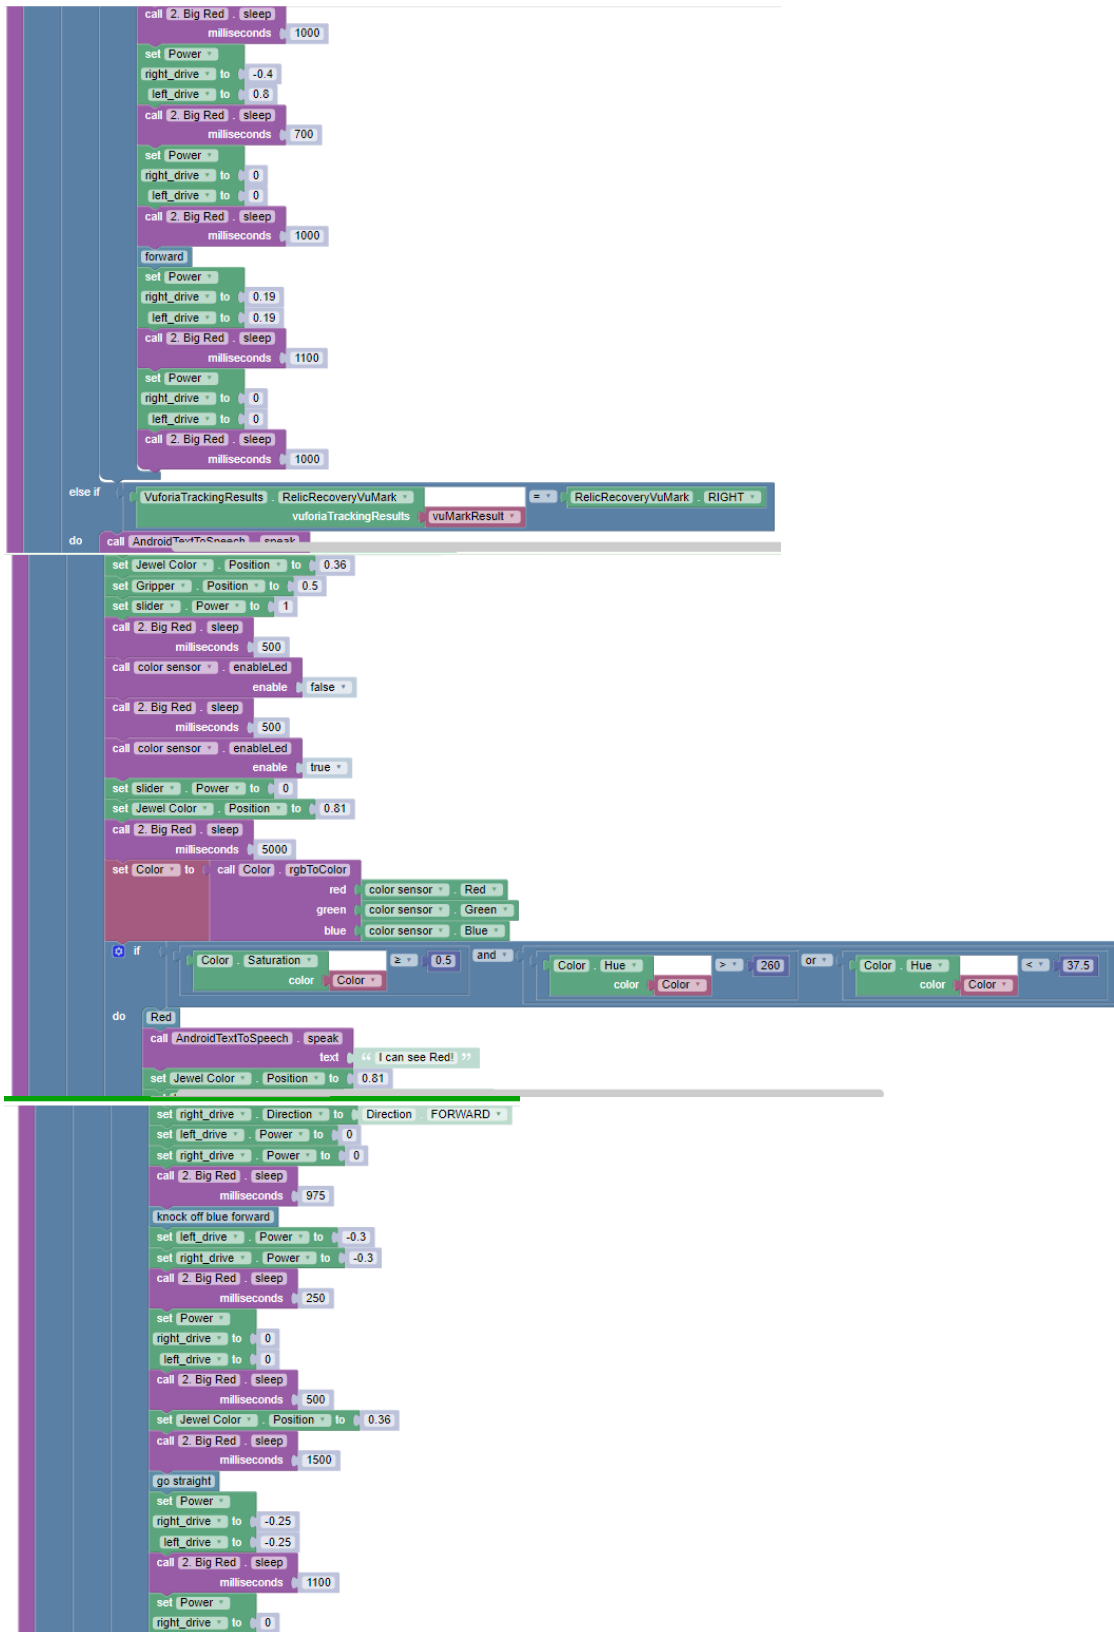 call 2. Big Red . sleep
milliseconds 1000
set Power
right_drive to -0.4
left_drive to 0.8
call 2. Big Red . sleep
milliseconds 700
set Power
right_drive to 0
left_drive to 0
call 2. Big Red . sleep
milliseconds 1000
forward
set Power
right_drive to 0.19
left_drive to 0.19
call 2. Big Red . sleep
milliseconds 1100
set Power
right_drive to 0
left_drive to 0
call 2. Big Red . sleep
milliseconds 1000
else if VuforiaTrackingResults . RelicRecoveryVuMark = RelicRecoveryVuMark . RIGHT
vuforiaTrackingResults vuMarkResult
do call AndroidTextToSpeech . speak
set Jewel Color . Position to 0.36
set Gripper . Position to 0.5
set slider . Power to 1
call 2. Big Red . sleep
milliseconds 500
call color sensor . enableLed
enable false
call 2. Big Red . sleep
milliseconds 500
call color sensor . enableLed
enable true
set slider . Power to 0
set Jewel Color . Position to 0.81
call 2. Big Red . sleep
milliseconds 5000
set Color to call Color . rgbToColor
red color sensor . Red
green color sensor . Green
blue color sensor . Blue
if Color . Saturation ≥ 0.5 and Color . Hue > 260 or Color . Hue < 37.5
color Color color Color color Color
do Red
call AndroidTextToSpeech . speak
text “ I can see Red! ”
set Jewel Color . Position to 0.81
set right_drive . Direction to Direction . FORWARD
set left_drive . Power to 0
set right_drive . Power to 0
call 2. Big Red . sleep
milliseconds 975
knock off blue forward
set left_drive . Power to -0.3
set right_drive . Power to -0.3
call 2. Big Red . sleep
milliseconds 250
set Power
right_drive to 0
left_drive to 0
call 2. Big Red . sleep
milliseconds 500
set Jewel Color . Position to 0.36
call 2. Big Red . sleep
milliseconds 1500
go straight
set Power
right_drive to -0.25
left_drive to -0.25
call 2. Big Red . sleep
milliseconds 1100
set Power
right_drive to 0